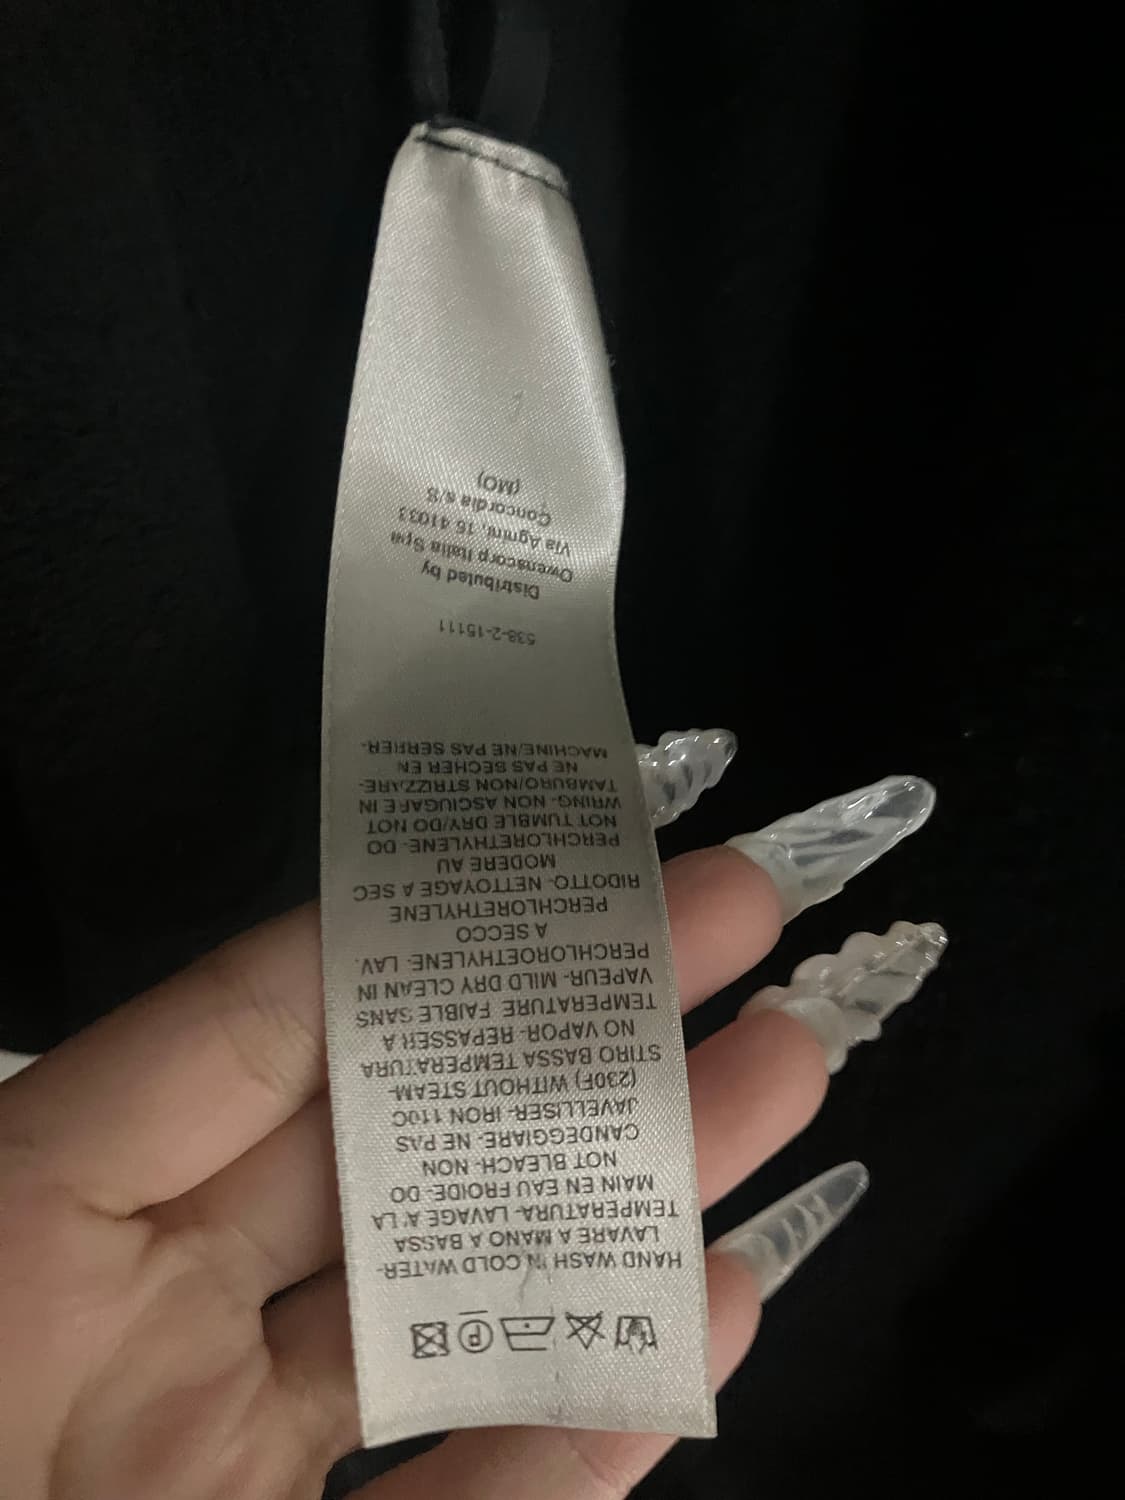 HAND WASH IN COLD WATER-
LAVARE A MANO A BASSA
TEMPERATURA- LAVAGE A LA
MAIN EN EAU FROIDE- DO
NOT BLEACH- NON
CANDEGGIARE- NE PAS
JAVELLISER- IRON 110C
(230F) WITHOUT STEAM-
STIRO BASSA TEMPERATURA
NO VAPOR- REPASSER A
TEMPERATURE FAIBLE SANS
VAPEUR- MILD DRY CLEAN IN
PERCHLOROETHYLENE- LAV.
A SECCO
PERCHLORETHYLENE
RIDOTTO- NETTOYAGE A SEC
MODERE AU
PERCHLORETHYLENE- DO
NOT TUMBLE DRY/DO NOT
WRING- NON ASCIUGARE IN
TAMBURO/NON STRIZZARE-
NE PAS SECHER EN
MACHINE/NE PAS SERRER-
538-2-15111
Distributed by
Owenscorp Italia Spa
Via Agnini, 15 41033
Concordia s/S
(MO)